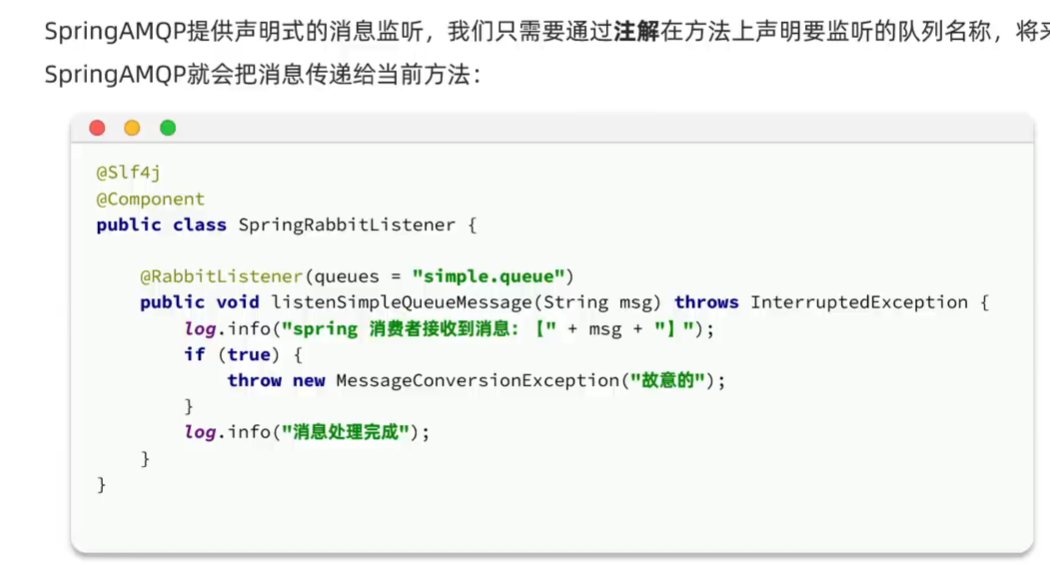 SpringAMQP提供声明式的消息监听，我们只需要通过注解在方法上声明要监听的队列名称，将来
SpringAMQP就会把消息传递给当前方法：
@Slf4j
@Component
public class SpringRabbitListener {
@RabbitListener(queues = "simple.queue")
public void listenSimpleQueueMessage(String msg) throws InterruptedException {
log.info("spring 消费者接收到消息：【" + msg + "】");
if (true) {
throw new MessageConversionException("故意的");
}
log.info("消息处理完成");
}
}